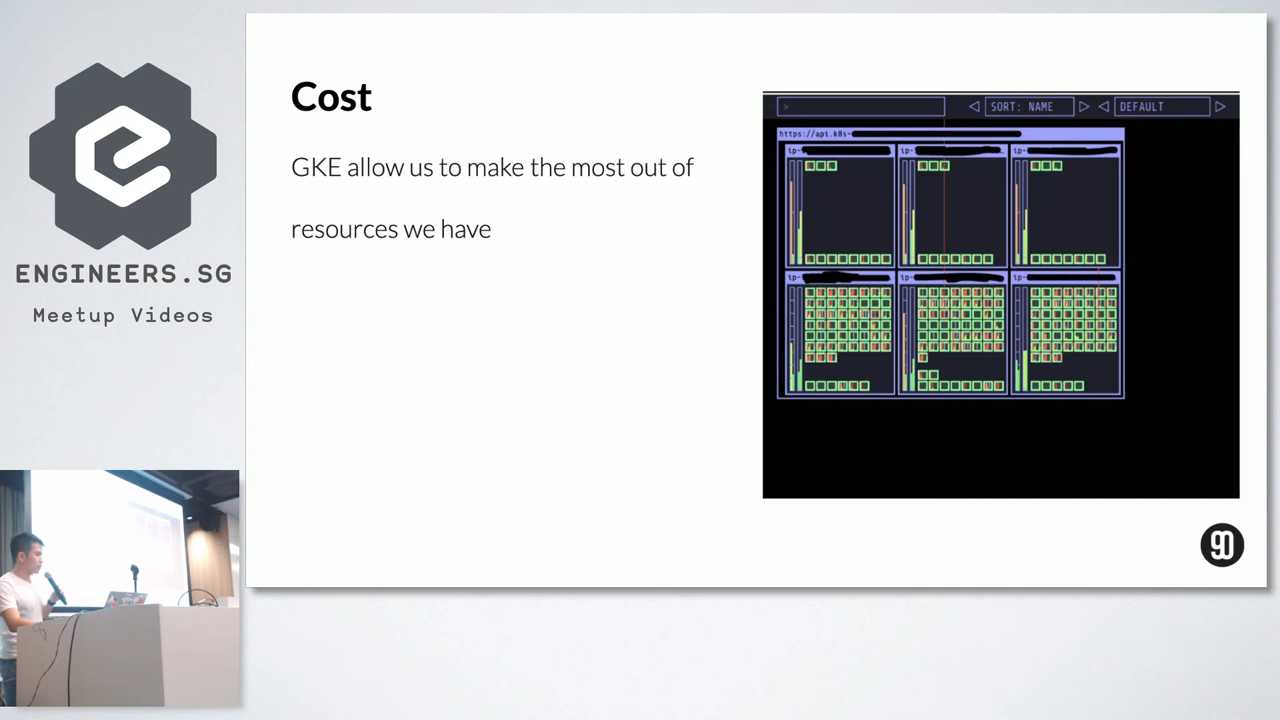 ENGINEERS.SG
Meetup Videos
Cost
GKE allow us to make the most out of
resources we have
>
SORT: NAME
DEFAULT
https://api.k8s-
ip-
ip-
ip-
ip-
ip-
ip-
90